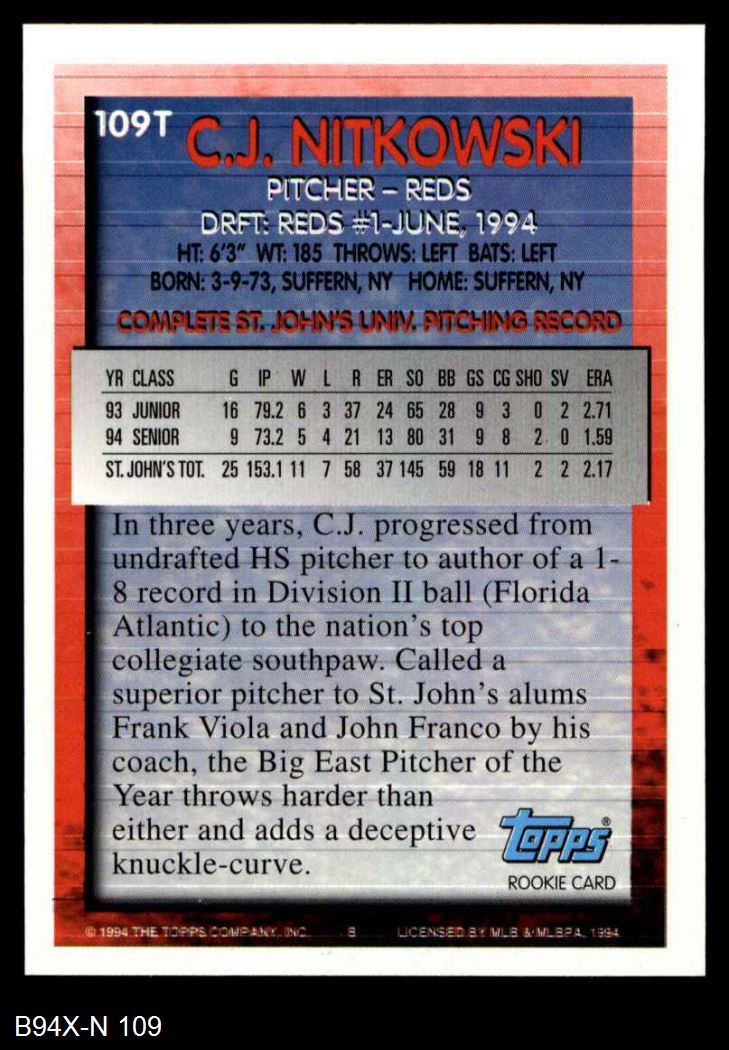 109T
C.J. NITKOWSKI
PITCHER – REDS
DRFT: REDS #1-JUNE, 1994
HT: 6'3" WT: 185 THROWS: LEFT BATS: LEFT
BORN: 3-9-73, SUFFERN, NY HOME: SUFFERN, NY
COMPLETE ST. JOHN'S UNIV. PITCHING RECORD
YR CLASS G IP W L R ER SO BB GS CG SHO SV ERA
93 JUNIOR 16 79.2 6 3 37 24 65 28 9 3 0 2 2.71
94 SENIOR 9 73.2 5 4 21 13 80 31 9 8 2 0 1.59
ST. JOHN'S TOT. 25 153.1 11 7 58 37 145 59 18 11 2 2 2.17
In three years, C.J. progressed from
undrafted HS pitcher to author of a 1-
8 record in Division II ball (Florida
Atlantic) to the nation's top
collegiate southpaw. Called a
superior pitcher to St. John's alums
Frank Viola and John Franco by his
coach, the Big East Pitcher of the
Year throws harder than
either and adds a deceptive
knuckle-curve.
Topps®
ROOKIE CARD
© 1994 THE TOPPS COMPANY, INC. B LICENSED BY MLB & MLBPA, 1994
B94X-N 109